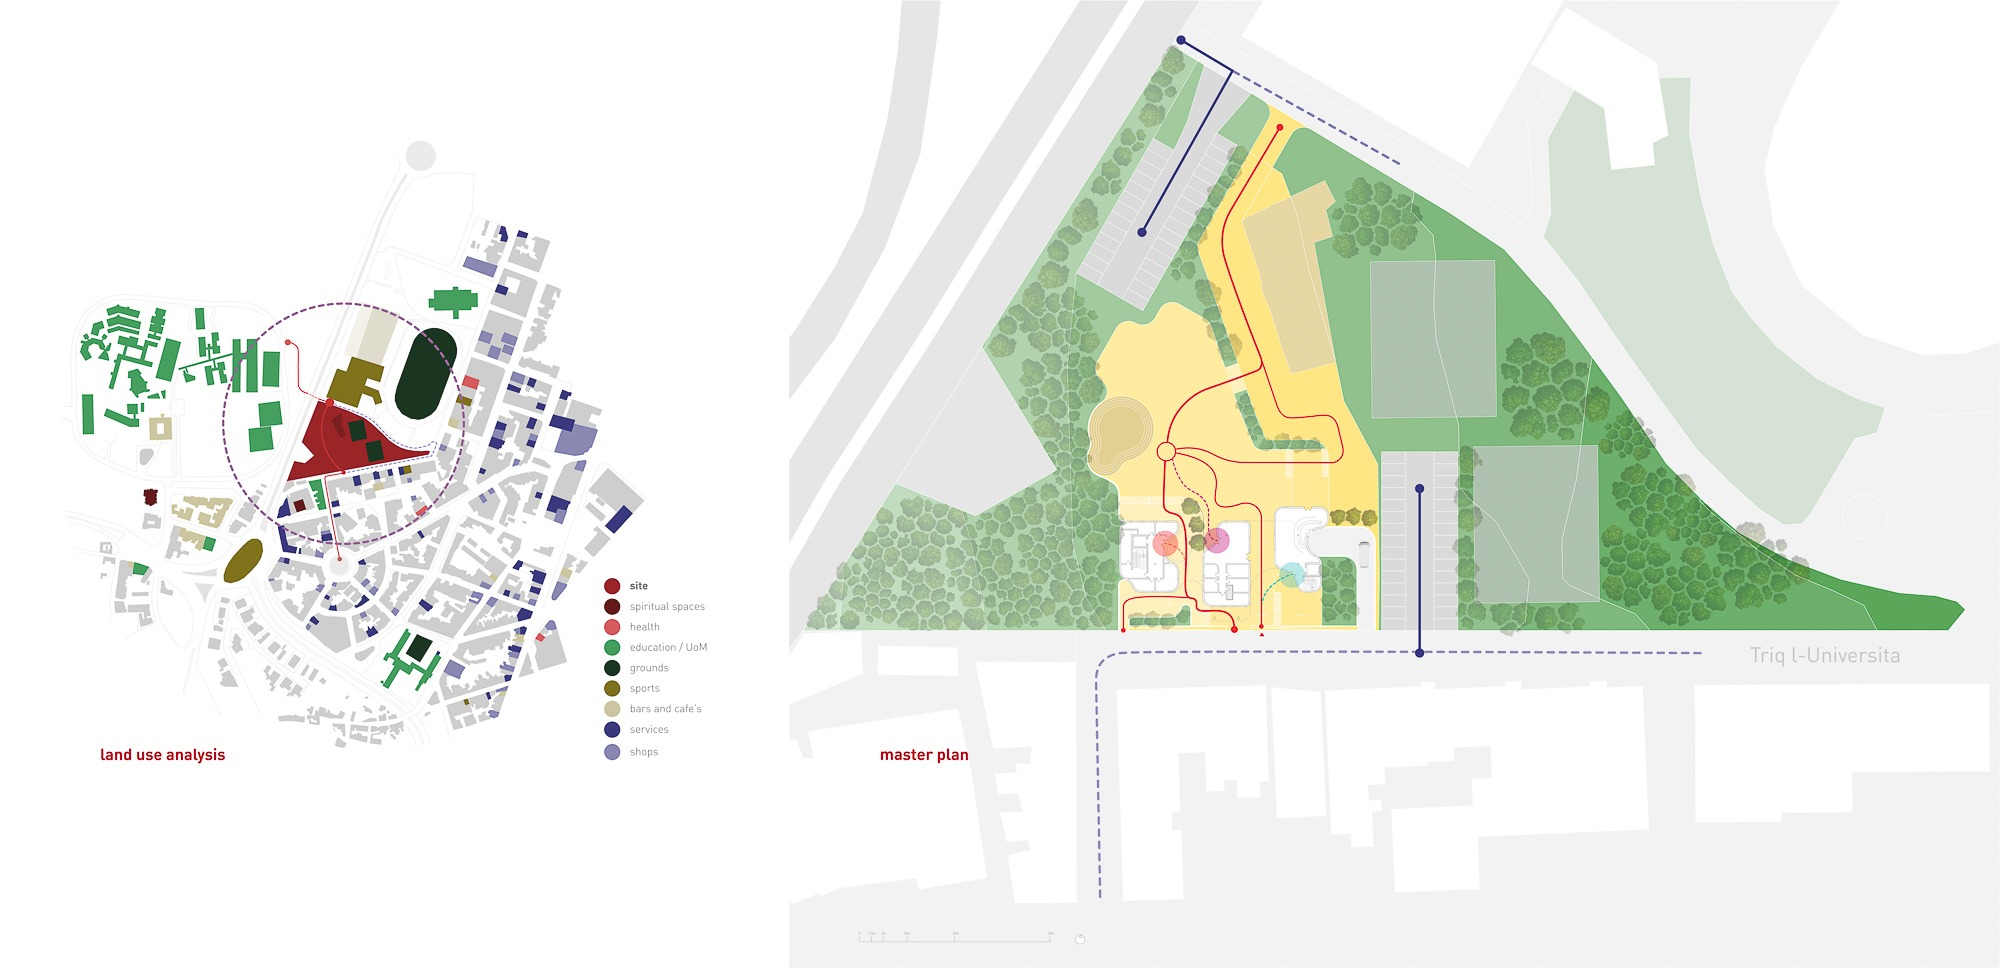 site
spiritual spaces
health
education / UoM
grounds
sports
bars and cafe's
services
shops
land use analysis
master plan
Triq l-Universita